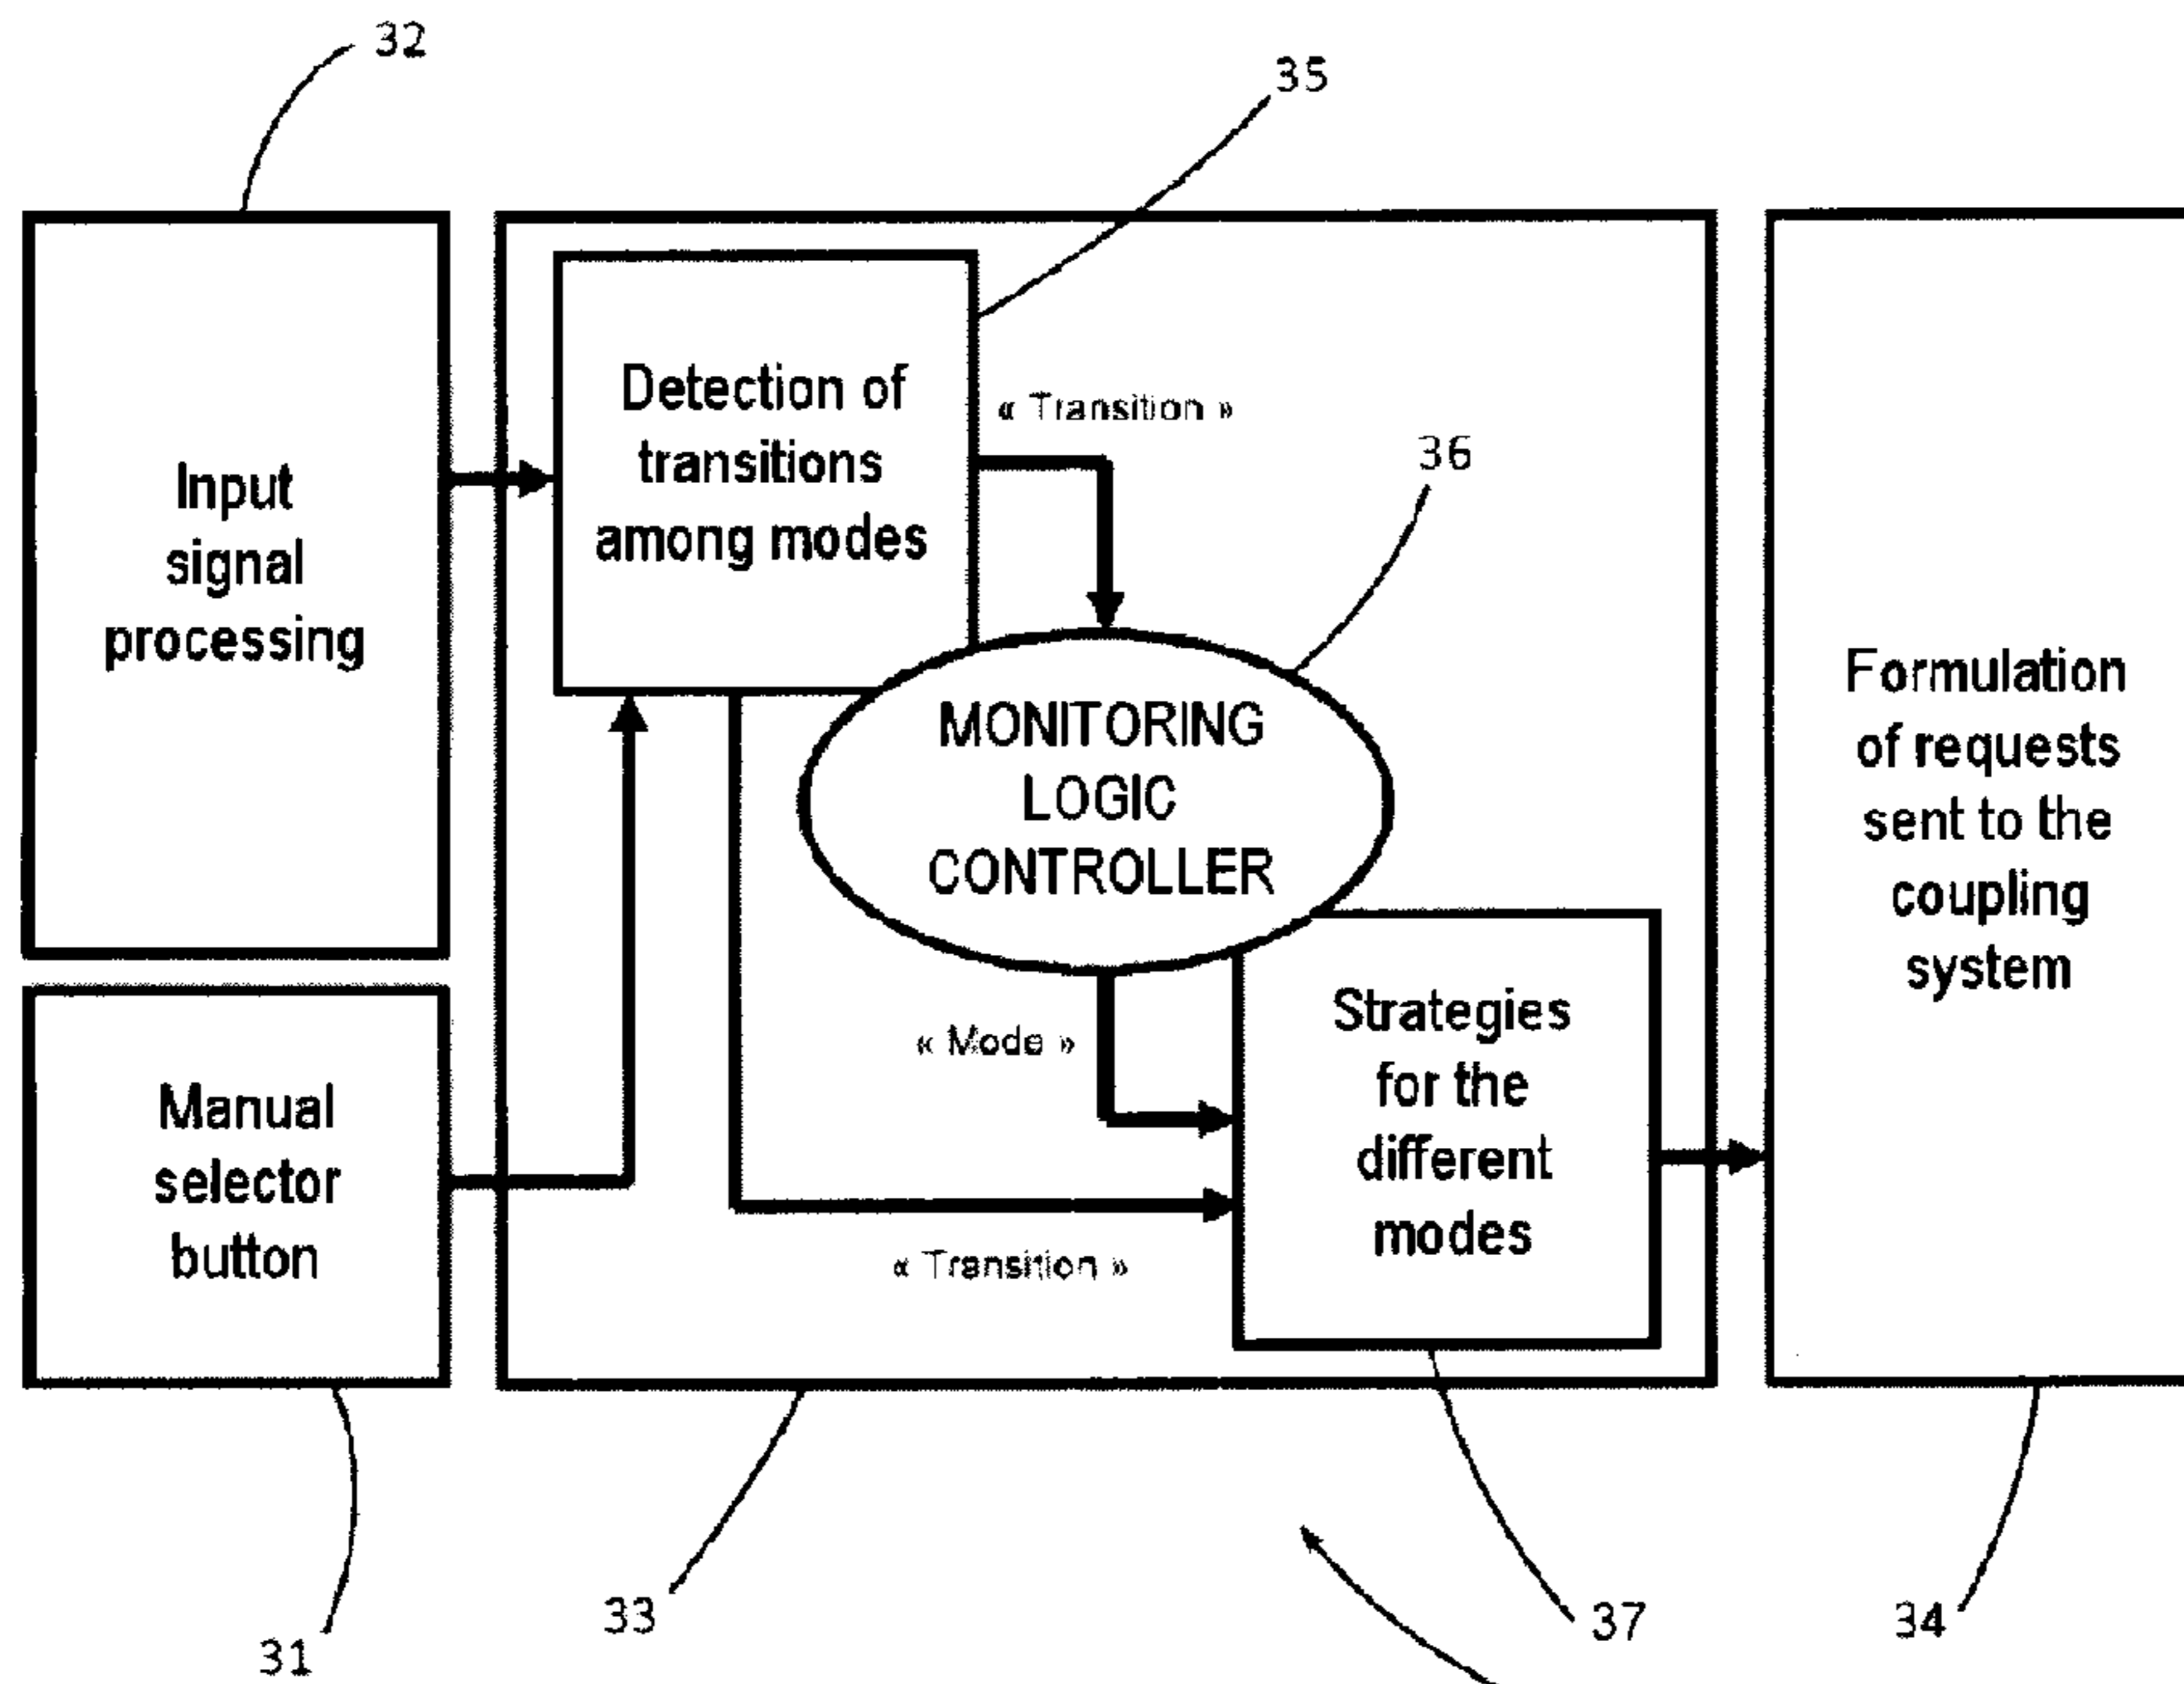 32
35
Input
signal
processing
Detection of
transitions
among modes
« Transition »
36
MONITORING
LOGIC
CONTROLLER
Formulation
of requests
sent to the
coupling
system
Manual
selector
button
« Mode »
Strategies
for the
different
modes
« Transition »
31
33
37
34